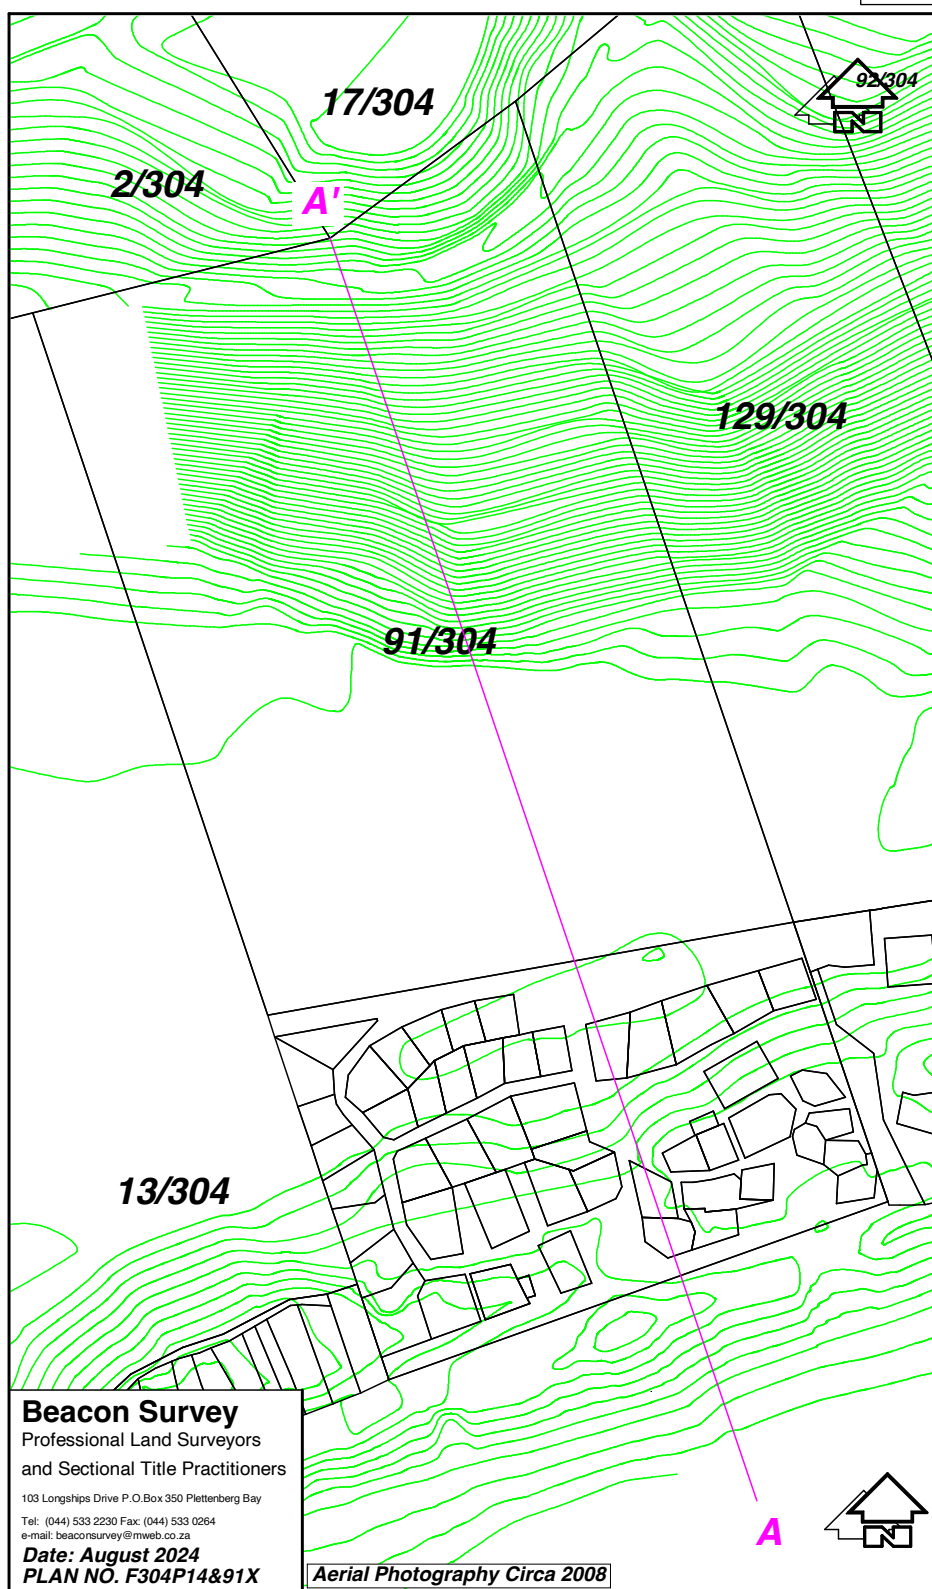 17/304
92/304
N
2/304
A'
129/304
91/304
13/304
Beacon Survey
Professional Land Surveyors
and Sectional Title Practitioners
103 Longships Drive P.O.Box 350 Plettenberg Bay
Tel: (044) 533 2230 Fax: (044) 533 0264
e-mail: beaconsurvey@mweb.co.za
Date: August 2024
PLAN NO. F304P14&91X
Aerial Photography Circa 2008
A
N